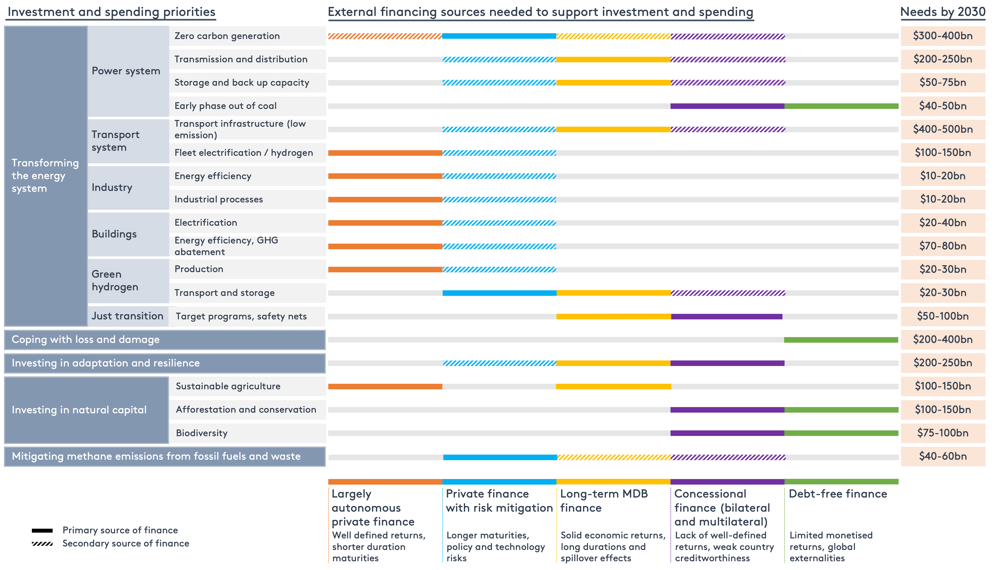 Investment and spending priorities
External financing sources needed to support investment and spending
Needs by 2030
Transforming
the energy
system
Power system
Zero carbon generation
$300-400bn
Transmission and distribution
$200-250bn
Storage and back up capacity
$50-75bn
Early phase out of coal
$40-50bn
Transport
system
Transport infrastructure (low
emission)
$400-500bn
Fleet electrification / hydrogen
$100-150bn
Industry
Energy efficiency
$10-20bn
Industrial processes
$10-20bn
Buildings
Electrification
$20-40bn
Energy efficiency, GHG
abatement
$70-80bn
Green
hydrogen
Production
$20-30bn
Transport and storage
$20-30bn
Just transition
Target programs, safety nets
$50-100bn
Coping with loss and damage
$200-400bn
Investing in adaptation and resilience
$200-250bn
Investing in natural capital
Sustainable agriculture
$100-150bn
Afforestation and conservation
$100-150bn
Biodiversity
$75-100bn
Mitigating methane emissions from fossil fuels and waste
$40-60bn
Largely
autonomous
private finance
Well defined returns,
shorter duration
maturities
Private finance
with risk mitigation
Longer maturities,
policy and technology
risks
Long-term MDB
finance
Solid economic returns,
long durations and
spillover effects
Concessional
finance (bilateral
and multilateral)
Lack of well-defined
returns, weak country
creditworthiness
Debt-free finance
Limited monetised
returns, global
externalities
Primary source of finance
Secondary source of finance